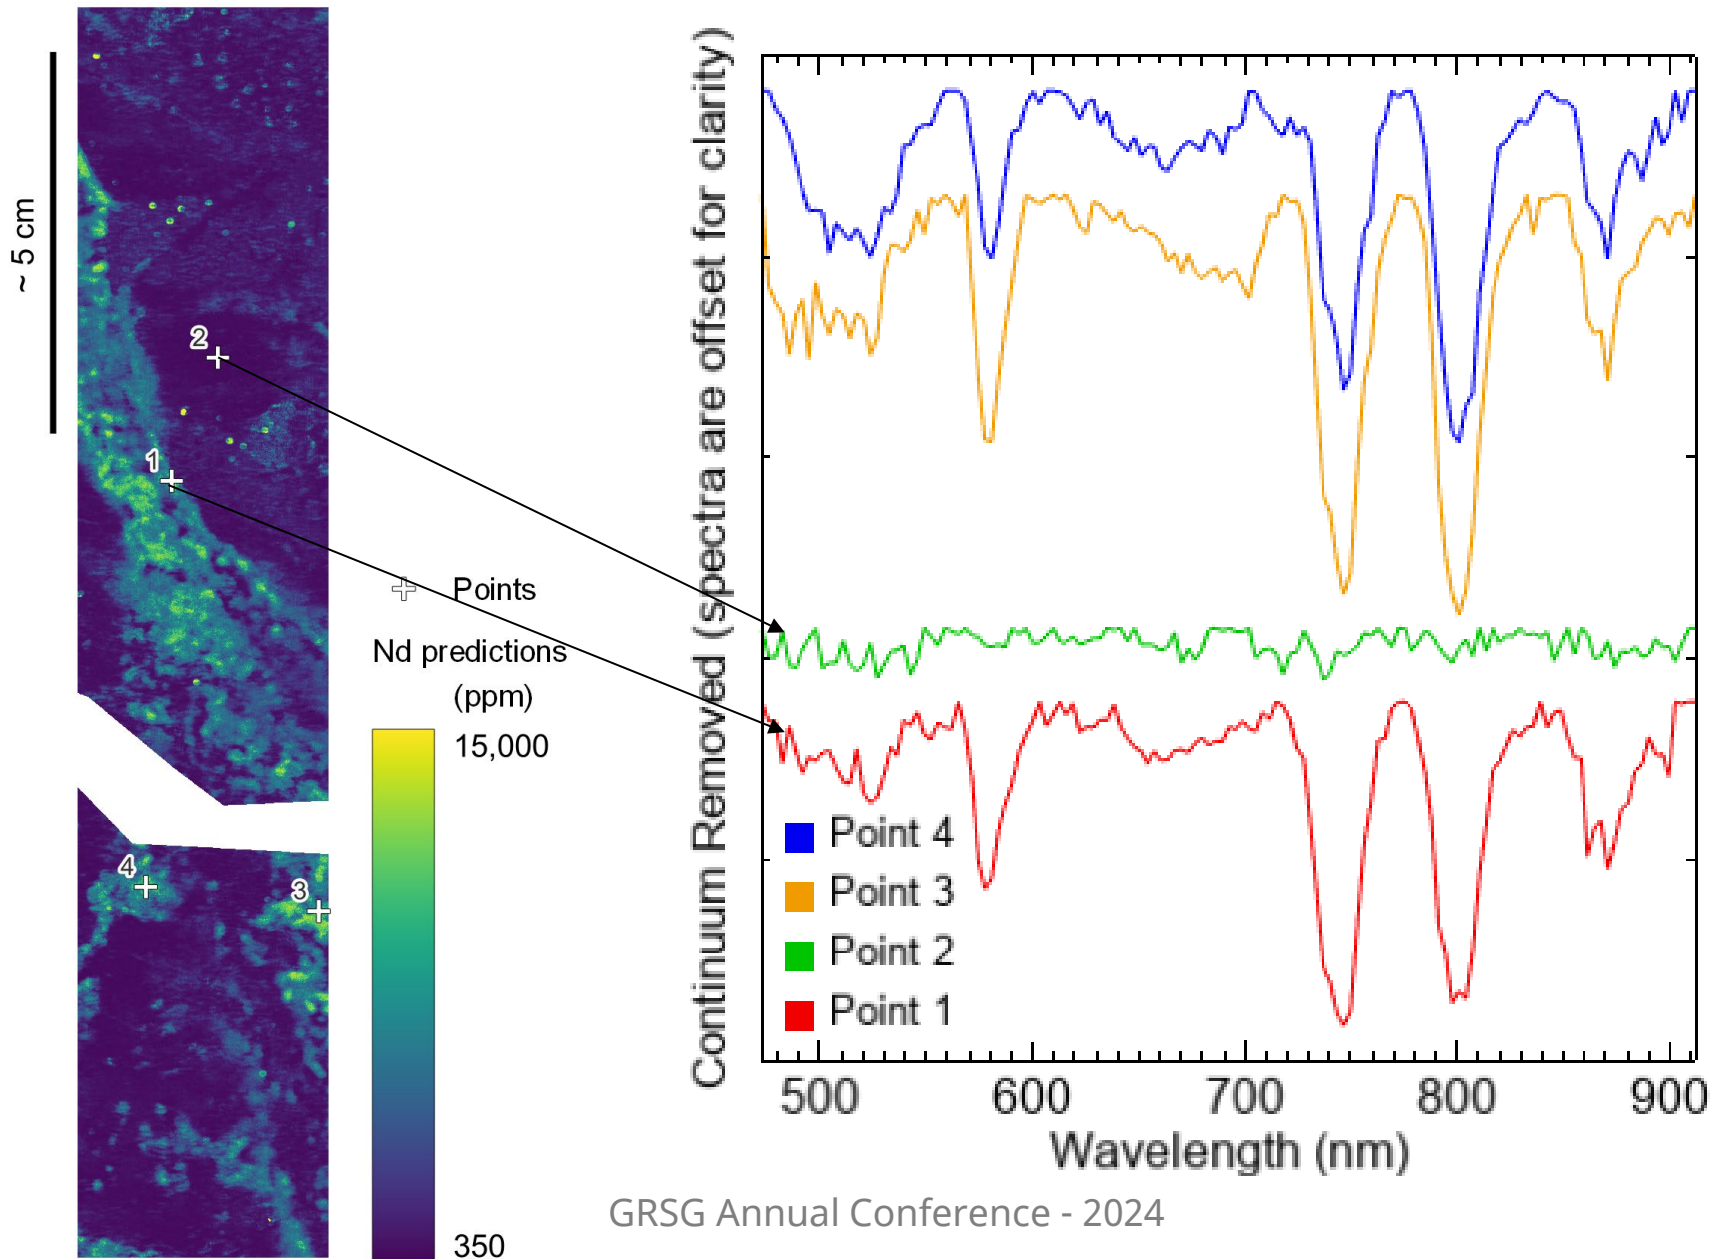 ~ 5 cm
2
1
4
3
Points
Nd predictions
(ppm)
15,000
350
Continuum Removed (spectra are offset for clarity)
Point 4
Point 3
Point 2
Point 1
500 600 700 800 900
Wavelength (nm)
GRSG Annual Conference - 2024